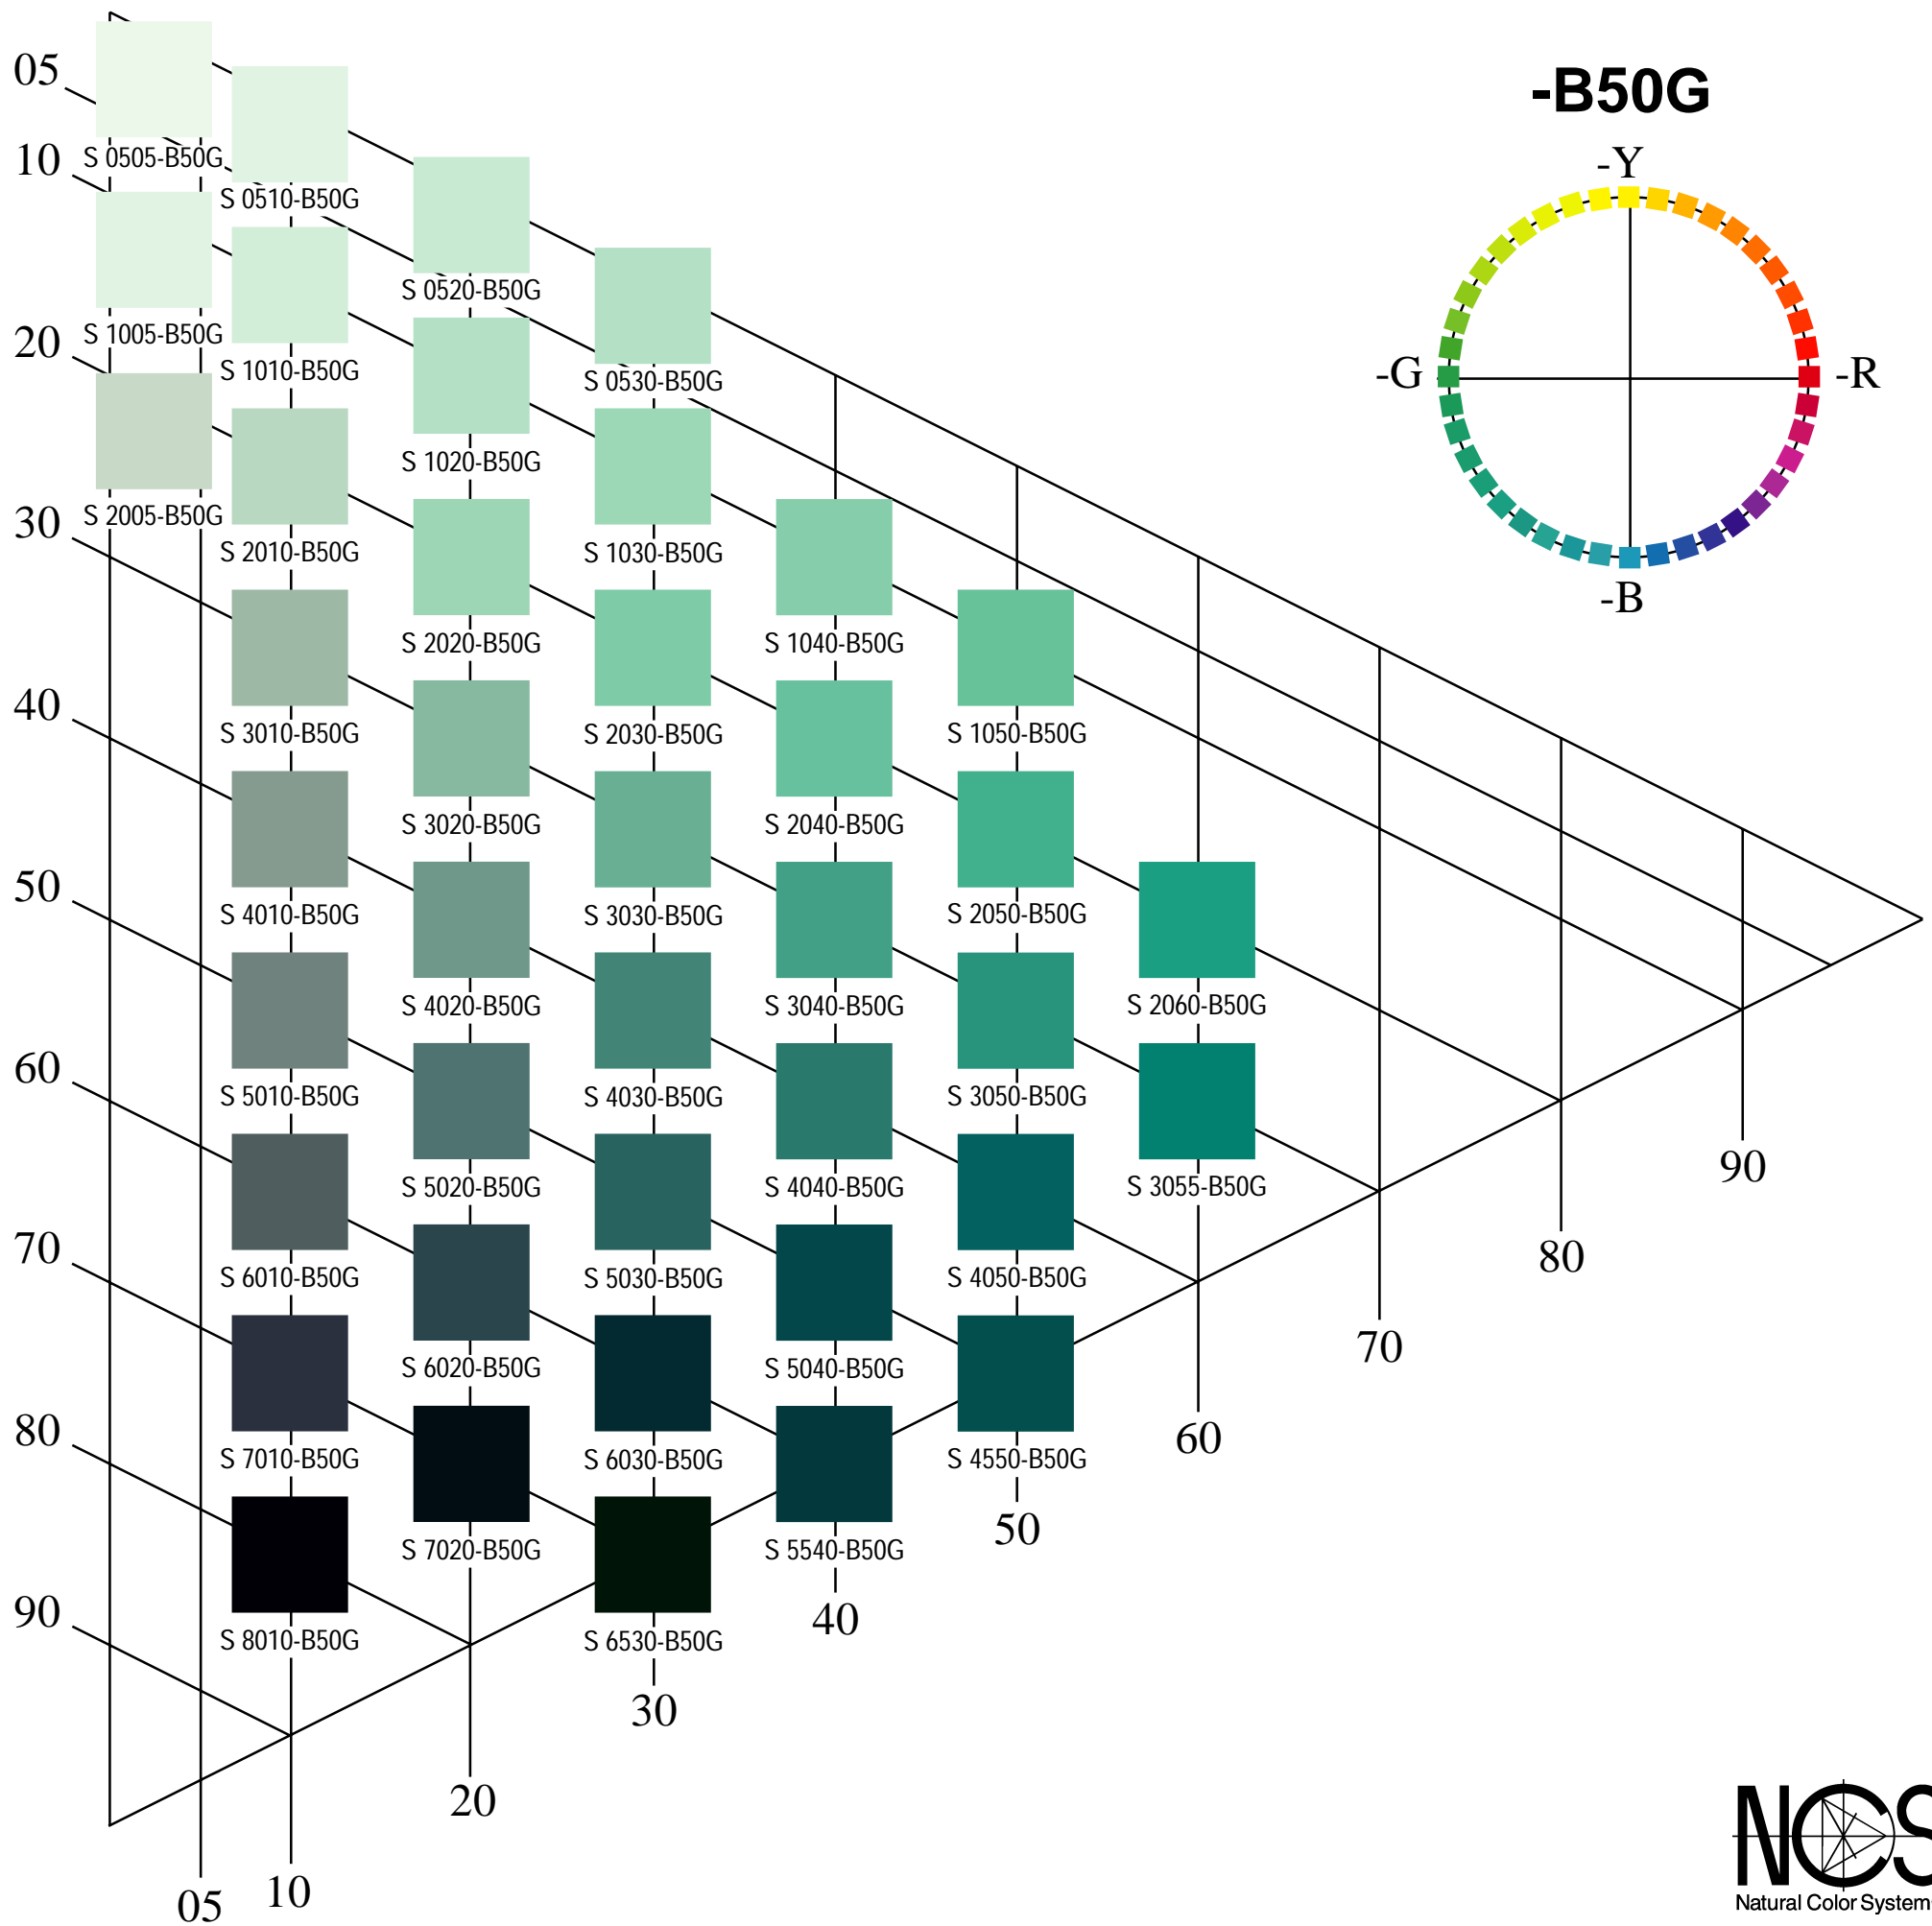 -B50G
-Y
-G
-R
-B
05
10
20
30
40
50
60
70
80
90
S 0505-B50G
S 0510-B50G
S 0520-B50G
S 0530-B50G
S 1005-B50G
S 1010-B50G
S 1020-B50G
S 1030-B50G
S 1040-B50G
S 1050-B50G
S 2005-B50G
S 2010-B50G
S 2020-B50G
S 2030-B50G
S 2040-B50G
S 2050-B50G
S 2060-B50G
S 3010-B50G
S 3020-B50G
S 3030-B50G
S 3040-B50G
S 3050-B50G
S 3055-B50G
S 4010-B50G
S 4020-B50G
S 4030-B50G
S 4040-B50G
S 4050-B50G
S 4550-B50G
S 5010-B50G
S 5020-B50G
S 5030-B50G
S 5040-B50G
S 5540-B50G
S 6010-B50G
S 6020-B50G
S 6030-B50G
S 6530-B50G
S 7010-B50G
S 7020-B50G
S 8010-B50G
05
10
20
30
40
50
60
70
80
90
NCS
Natural Color System